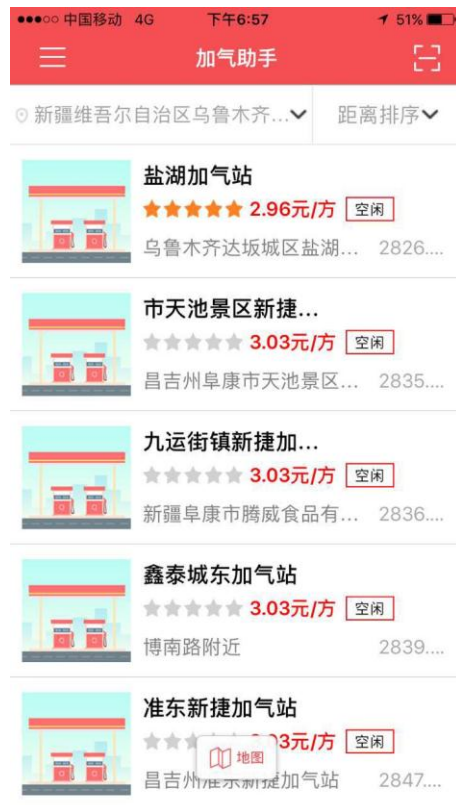 中国移动 4G 下午6:57 51%
加气助手
新疆维吾尔自治区乌鲁木齐... 距离排序
盐湖加气站
2.96元/方 空闲
乌鲁木齐达坂城区盐湖... 2826....
市天池景区新捷...
3.03元/方 空闲
昌吉州阜康市天池景区... 2835....
九运街镇新捷加...
3.03元/方 空闲
新疆阜康市腾威食品有... 2836....
鑫泰城东加气站
3.03元/方 空闲
博南路附近 2839....
准东新捷加气站
3元/方 空闲
地图
昌吉州准东新捷加气站 2847....